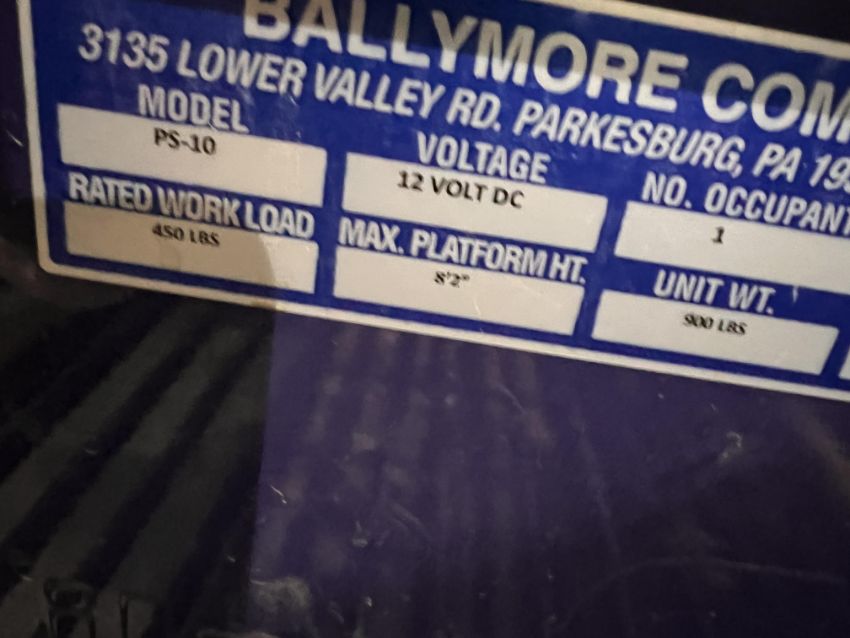 BALLYMORE COM
3135 LOWER VALLEY RD. PARKESBURG, PA 19
MODEL
PS-10
VOLTAGE
12 VOLT DC
NO. OCCUPANT
1
RATED WORK LOAD
450 LBS
MAX. PLATFORM HT.
8'2"
UNIT WT.
900 LBS